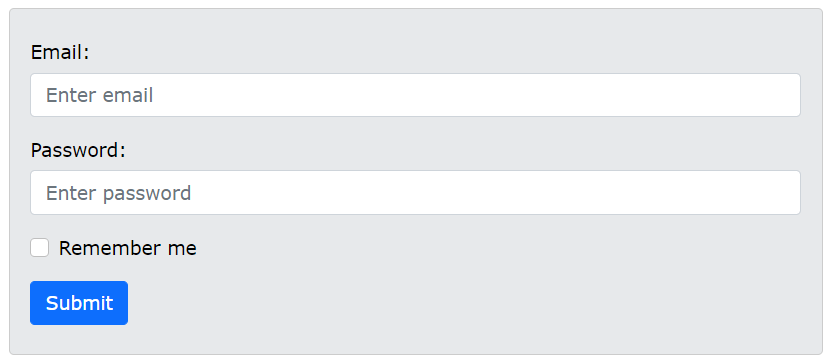 Email:
Enter email
Password:
Enter password
Remember me
Submit